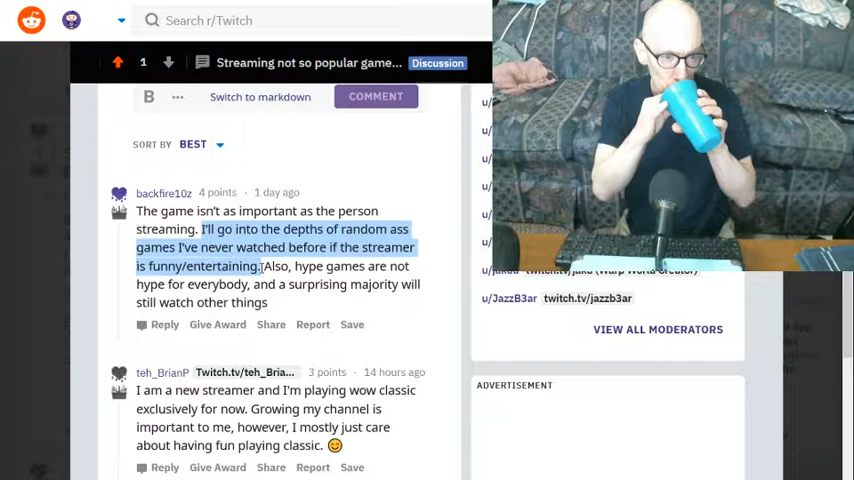 Search r/Twitch
1 Streaming not so popular game... Discussion
B ... Switch to markdown COMMENT
SORT BY BEST
backfire10z 4 points · 1 day ago
The game isn't as important as the person
streaming. I'll go into the depths of random ass
games I've never watched before if the streamer
is funny/entertaining. Also, hype games are not
hype for everybody, and a surprising majority will
still watch other things
Reply Give Award Share Report Save
teh_BrianP Twitch.tv/teh_Bria... 3 points · 14 hours ago
I am a new streamer and I'm playing wow classic
exclusively for now. Growing my channel is
important to me, however, I mostly just care
about having fun playing classic. 😊
Reply Give Award Share Report Save
u/
u/
u/
u/
u/
u/JazzB3ar twitch.tv/jazzb3ar
VIEW ALL MODERATORS
ADVERTISEMENT